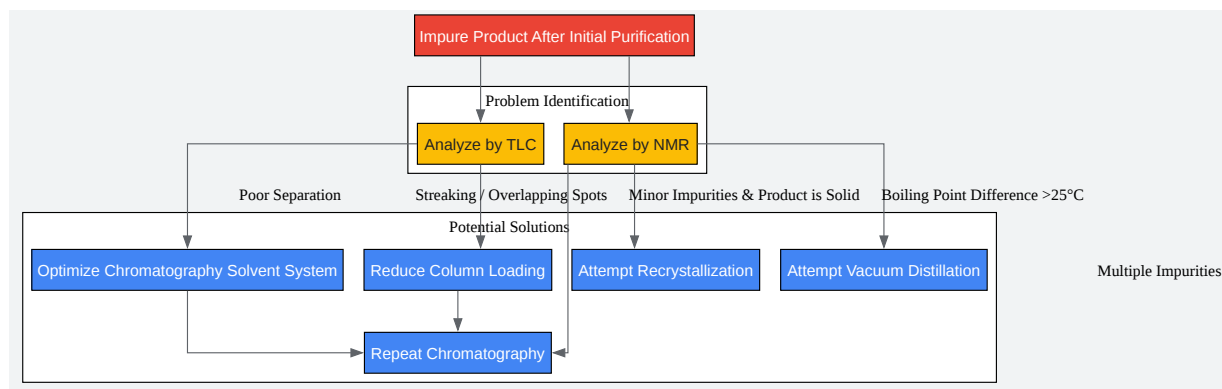 Impure Product After Initial Purification
Problem Identification
Analyze by TLC
Analyze by NMR
Poor Separation
Streaking / Overlapping Spots
Minor Impurities & Product is Solid
Boiling Point Difference >25°C
Potential Solutions
Optimize Chromatography Solvent System
Reduce Column Loading
Attempt Recrystallization
Attempt Vacuum Distillation
Multiple Impurities
Repeat Chromatography